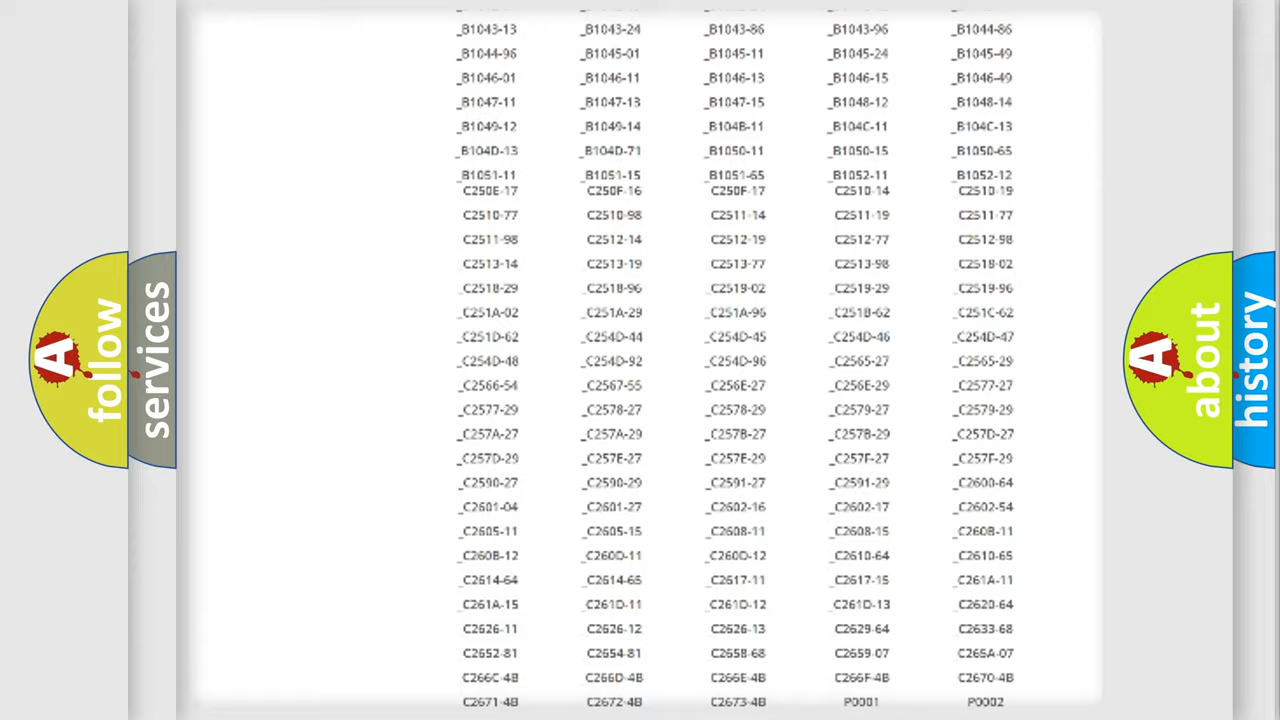 _B1043-13 _B1043-24 _B1043-86 _B1043-96 _B1044-86
_B1044-96 _B1045-01 _B1045-11 _B1045-24 _B1045-49
_B1046-01 _B1046-11 _B1046-13 _B1046-15 _B1046-49
_B1047-11 _B1047-13 _B1047-15 _B1048-12 _B1048-14
_B1049-12 _B1049-14 _B104B-11 _B104C-11 _B104C-13
_B104D-13 _B104D-71 _B1050-11 _B1050-15 _B1050-65
_B1051-11 _B1051-15 _B1051-65 _B1052-11 _B1052-12
C250E-17 C250F-16 C250F-17 C2510-14 C2510-19
C2510-77 C2510-98 C2511-14 C2511-19 C2511-77
C2511-98 C2512-14 C2512-19 C2512-77 C2512-98
_C2513-14 _C2513-19 _C2513-77 _C2513-98 _C2518-02
_C2518-29 _C2518-96 _C2519-02 _C2519-29 _C2519-96
_C251A-02 _C251A-29 _C251A-96 _C251B-62 _C251C-62
_C251D-62 _C254D-44 _C254D-45 _C254D-46 _C254D-47
_C254D-48 _C254D-92 _C254D-96 _C2565-27 _C2565-29
_C2566-54 _C2567-55 _C256E-27 _C256E-29 _C2577-27
_C2577-29 _C2578-27 _C2578-29 _C2579-27 _C2579-29
_C257A-27 _C257A-29 _C257B-27 _C257B-29 _C257D-27
_C257D-29 _C257E-27 _C257E-29 _C257F-27 _C257F-29
_C2590-27 _C2590-29 _C2591-27 _C2591-29 _C2600-64
_C2601-04 _C2601-27 _C2602-16 _C2602-17 _C2602-54
_C2605-11 _C2605-15 _C2608-11 _C2608-15 _C260B-11
_C260B-12 _C260D-11 _C260D-12 _C2610-64 _C2610-65
_C2614-64 _C2614-65 _C2617-11 _C2617-15 _C261A-11
_C261A-15 _C261D-11 _C261D-12 _C261D-13 _C2620-64
C2626-11 C2626-12 C2626-13 C2629-64 C2633-68
C2652-81 C2654-81 C2658-68 C2659-07 C265A-07
C266C-4B C266D-4B C266E-4B C266F-4B C2670-4B
C2671-4B C2672-4B C2673-4B P0001 P0002
A follow
services
A about
history